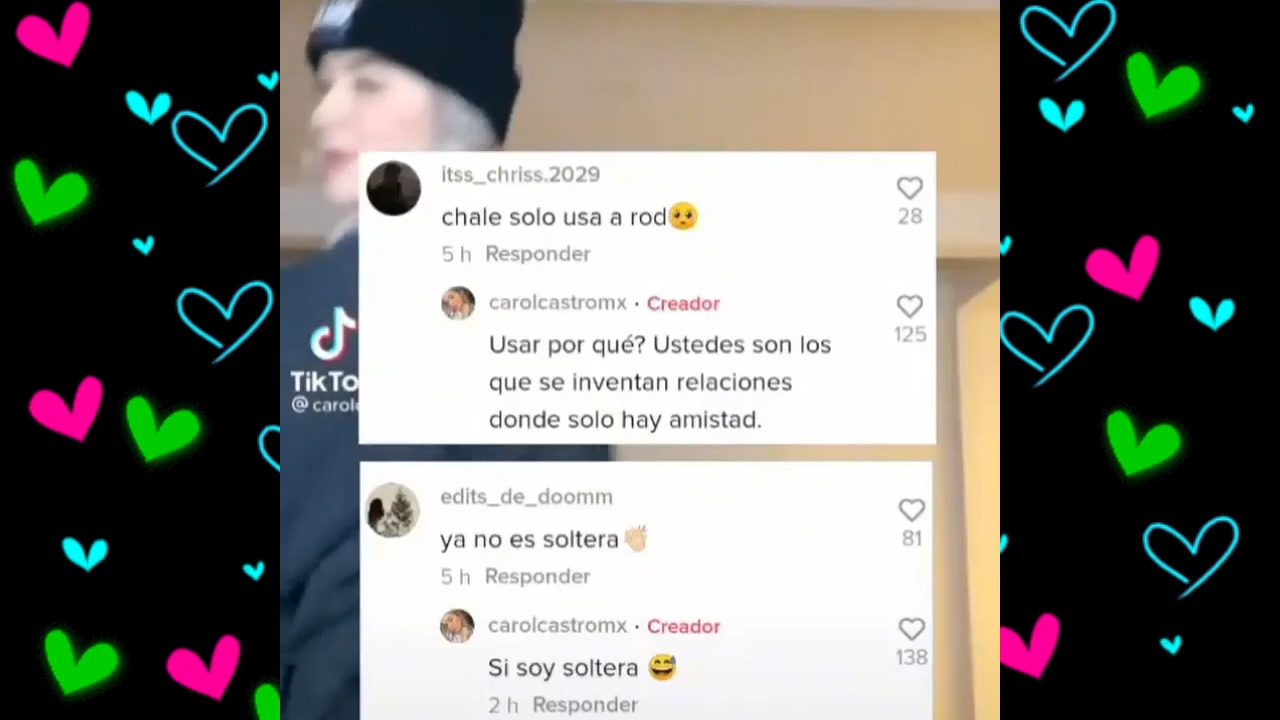 itss_chriss.2029
chale solo usa a rod🥺
28
5 h Responder
carolcastromx · Creador
125
Usar por qué? Ustedes son los
que se inventan relaciones
donde solo hay amistad.
TikTo
@ carol
edits_de_doomm
ya no es soltera👏🏻
81
5 h Responder
carolcastromx · Creador
138
Si soy soltera 😅
2 h Responder